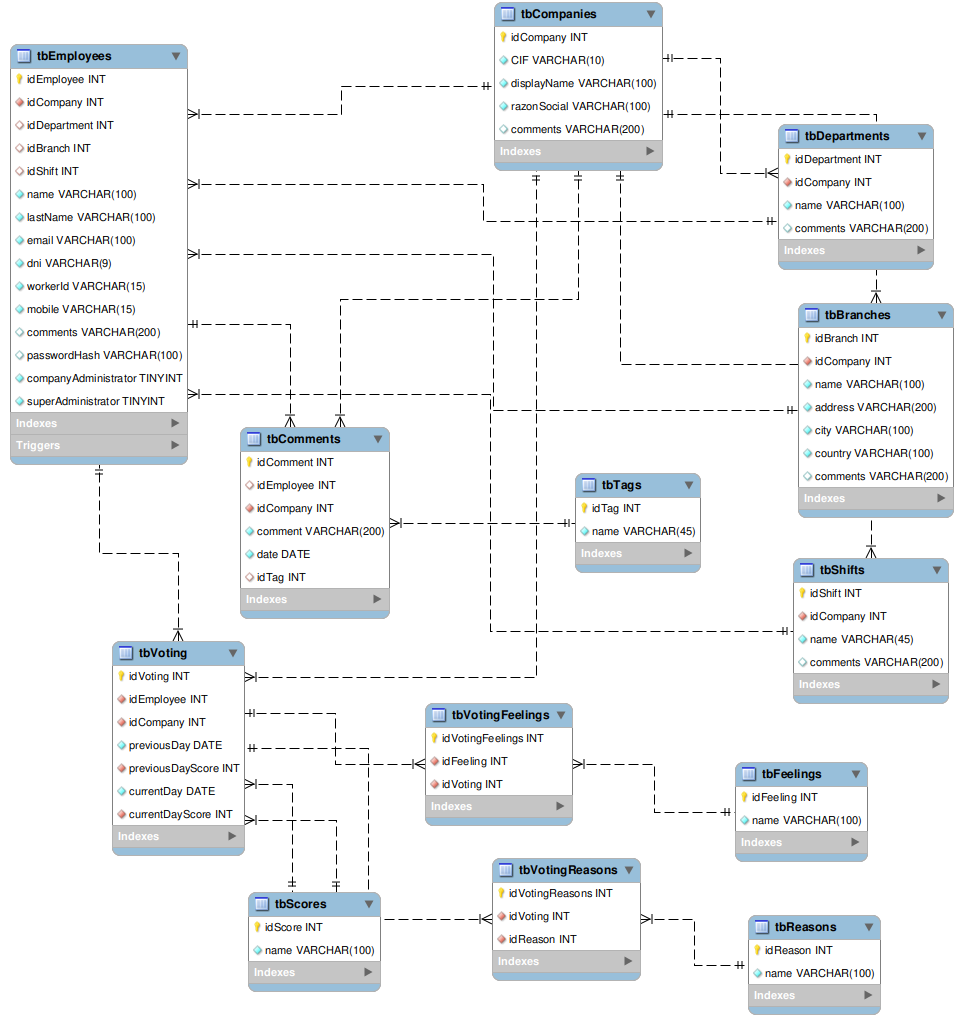 tbCompanies
idCompany INT
CIF VARCHAR(10)
displayName VARCHAR(100)
razonSocial VARCHAR(100)
comments VARCHAR(200)
Indexes
tbEmployees
idEmployee INT
idCompany INT
idDepartment INT
idBranch INT
idShift INT
name VARCHAR(100)
lastName VARCHAR(100)
email VARCHAR(100)
dni VARCHAR(9)
workerId VARCHAR(15)
mobile VARCHAR(15)
comments VARCHAR(200)
passwordHash VARCHAR(100)
companyAdministrator TINYINT
superAdministrator TINYINT
Indexes
Triggers
tbDepartments
idDepartment INT
idCompany INT
name VARCHAR(100)
comments VARCHAR(200)
Indexes
tbBranches
idBranch INT
idCompany INT
name VARCHAR(100)
address VARCHAR(200)
city VARCHAR(100)
country VARCHAR(100)
comments VARCHAR(200)
Indexes
tbComments
idComment INT
idEmployee INT
idCompany INT
comment VARCHAR(200)
date DATE
idTag INT
Indexes
tbTags
idTag INT
name VARCHAR(45)
Indexes
tbShifts
idShift INT
idCompany INT
name VARCHAR(45)
comments VARCHAR(200)
Indexes
tbVoting
idVoting INT
idEmployee INT
idCompany INT
previousDay DATE
previousDayScore INT
currentDay DATE
currentDayScore INT
Indexes
tbVotingFeelings
idVotingFeelings INT
idFeeling INT
idVoting INT
Indexes
tbFeelings
idFeeling INT
name VARCHAR(100)
Indexes
tbVotingReasons
idVotingReasons INT
idVoting INT
idReason INT
Indexes
tbScores
idScore INT
name VARCHAR(100)
Indexes
tbReasons
idReason INT
name VARCHAR(100)
Indexes